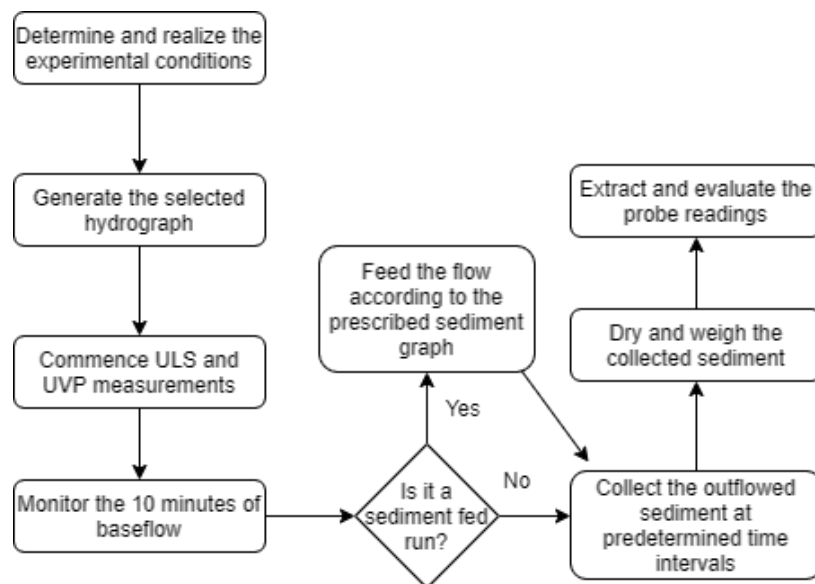 Determine and realize the
experimental conditions
Generate the selected
hydrograph
Commence ULS and
UVP measurements
Monitor the 10 minutes of
baseflow
Is it a
sediment fed
run?
Yes
No
Feed the flow
according to the
prescribed sediment
graph
Collect the outflowed
sediment at
predetermined time
intervals
Dry and weigh the
collected sediment
Extract and evaluate the
probe readings